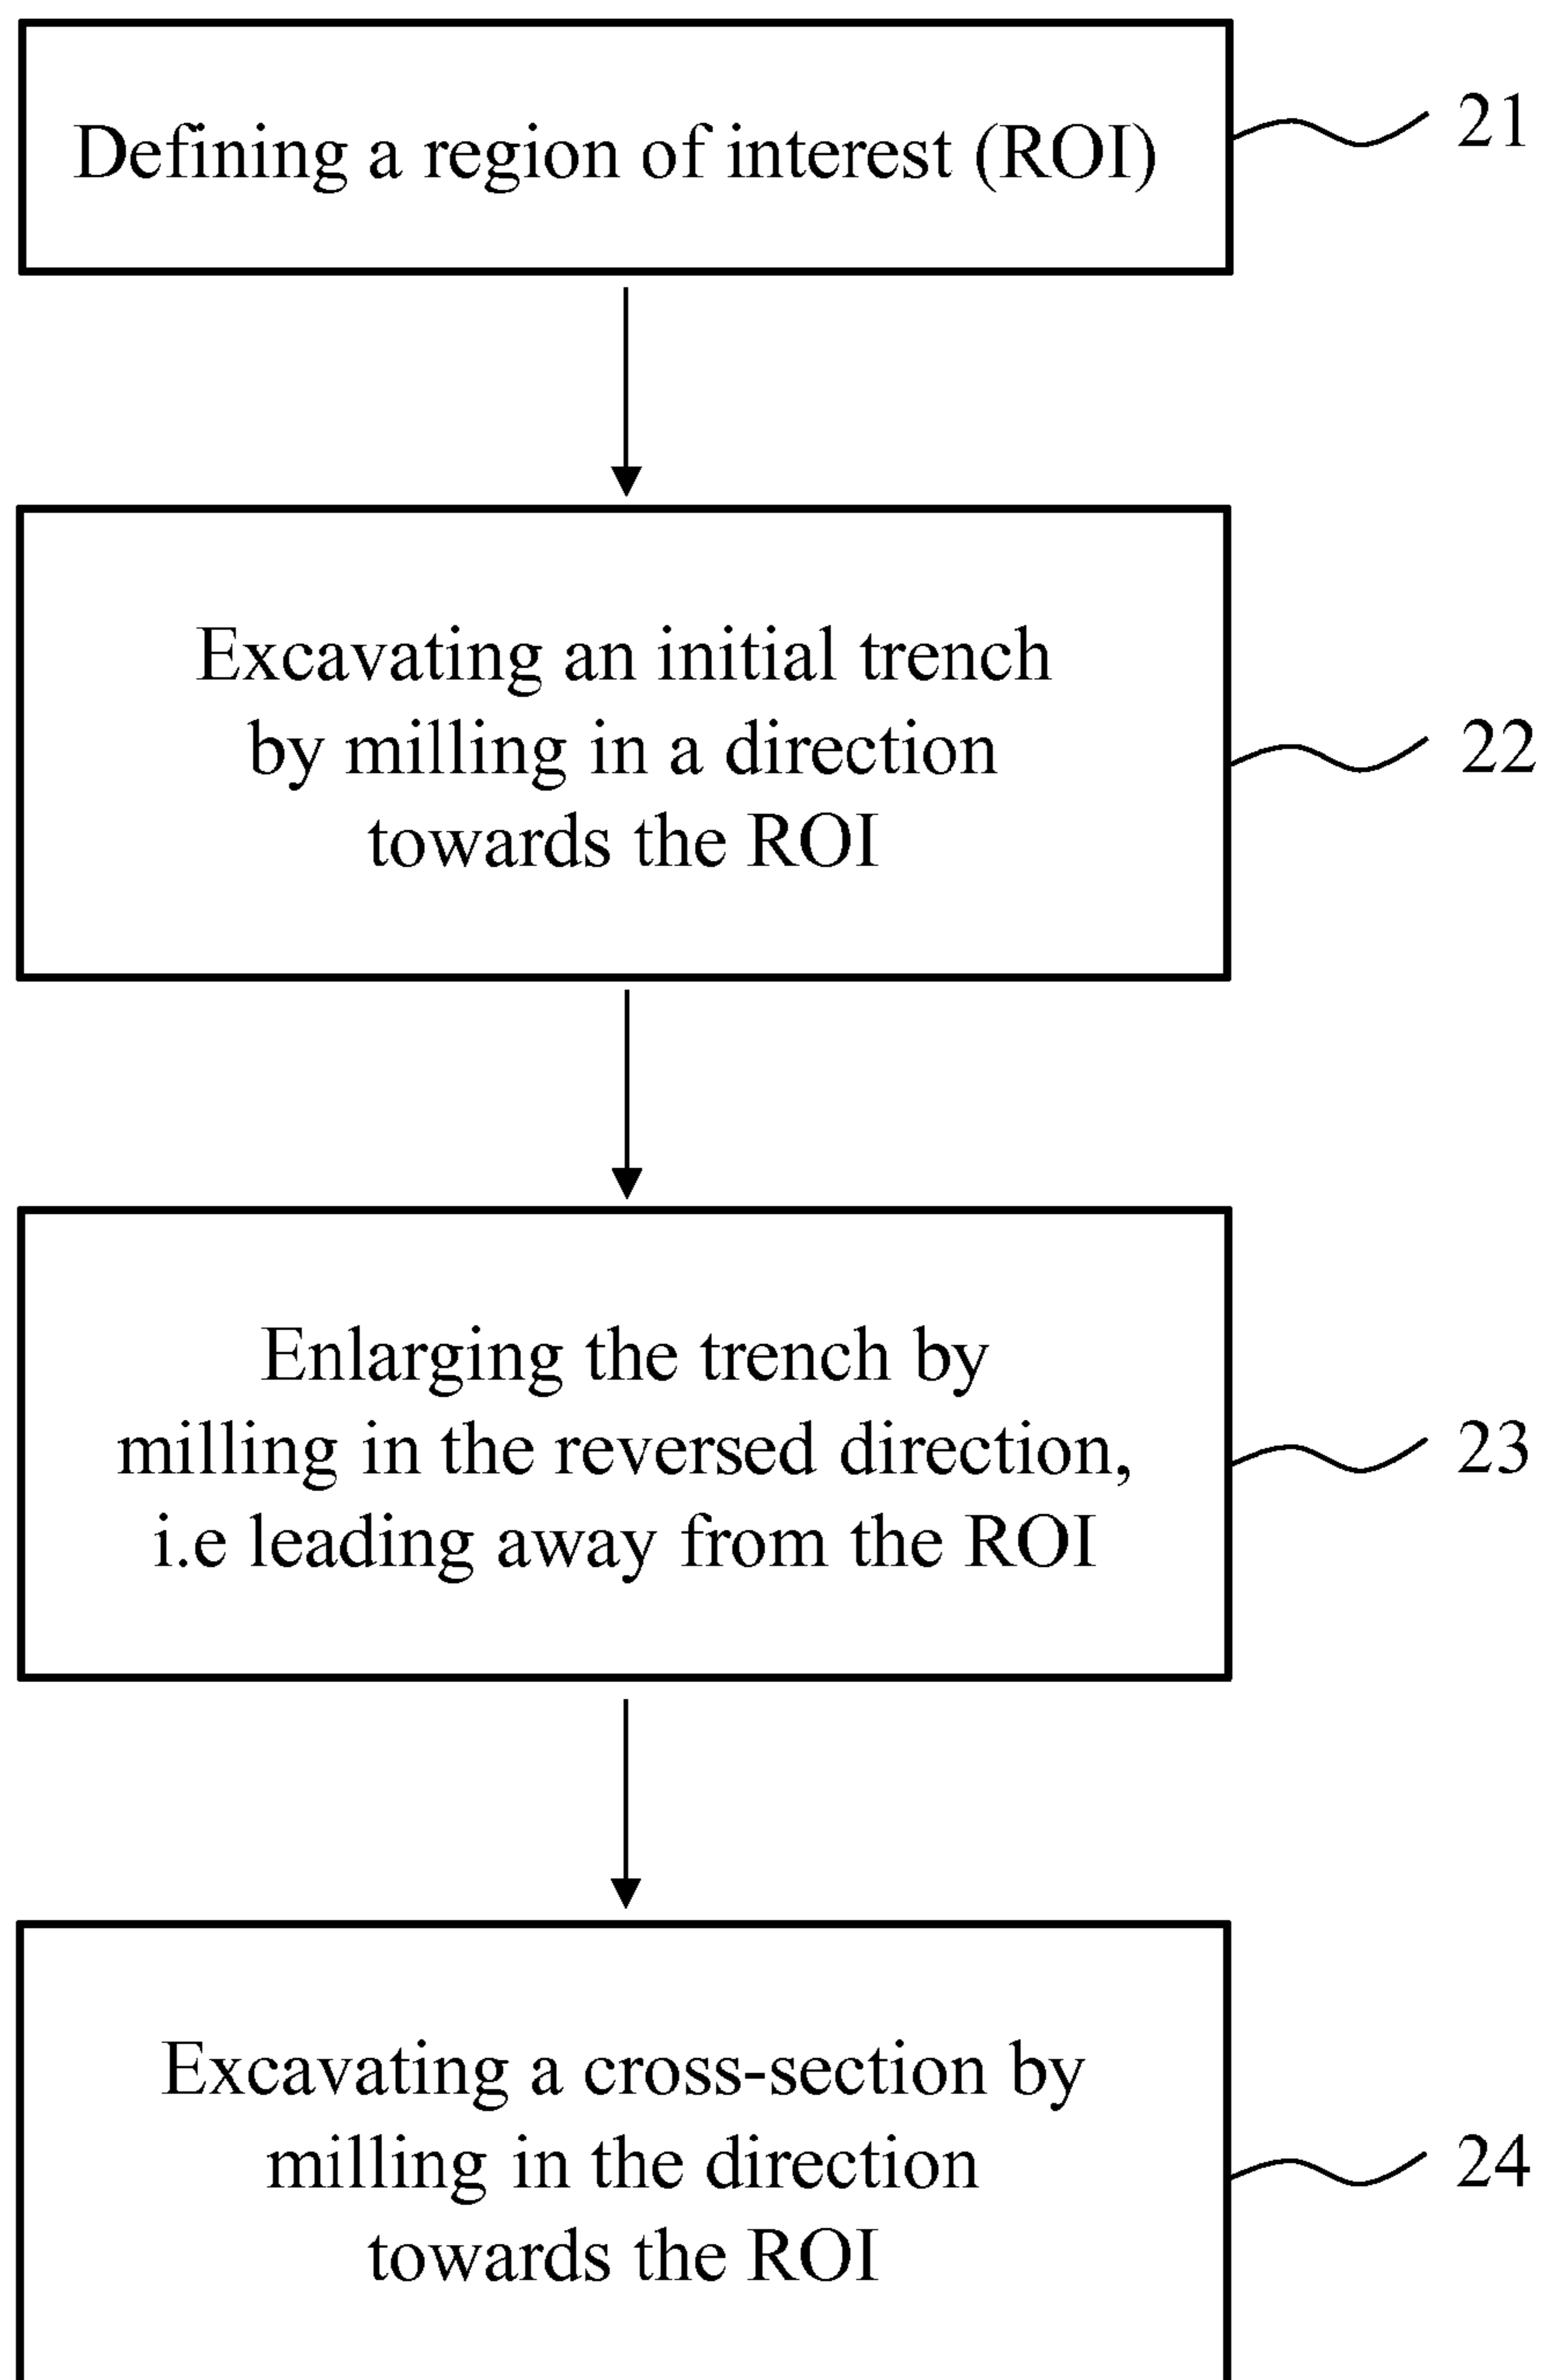 Defining a region of interest (ROI)
21
Excavating an initial trench
by milling in a direction
towards the ROI
22
Enlarging the trench by
milling in the reversed direction,
i.e leading away from the ROI
23
Excavating a cross-section by
milling in the direction
towards the ROI
24